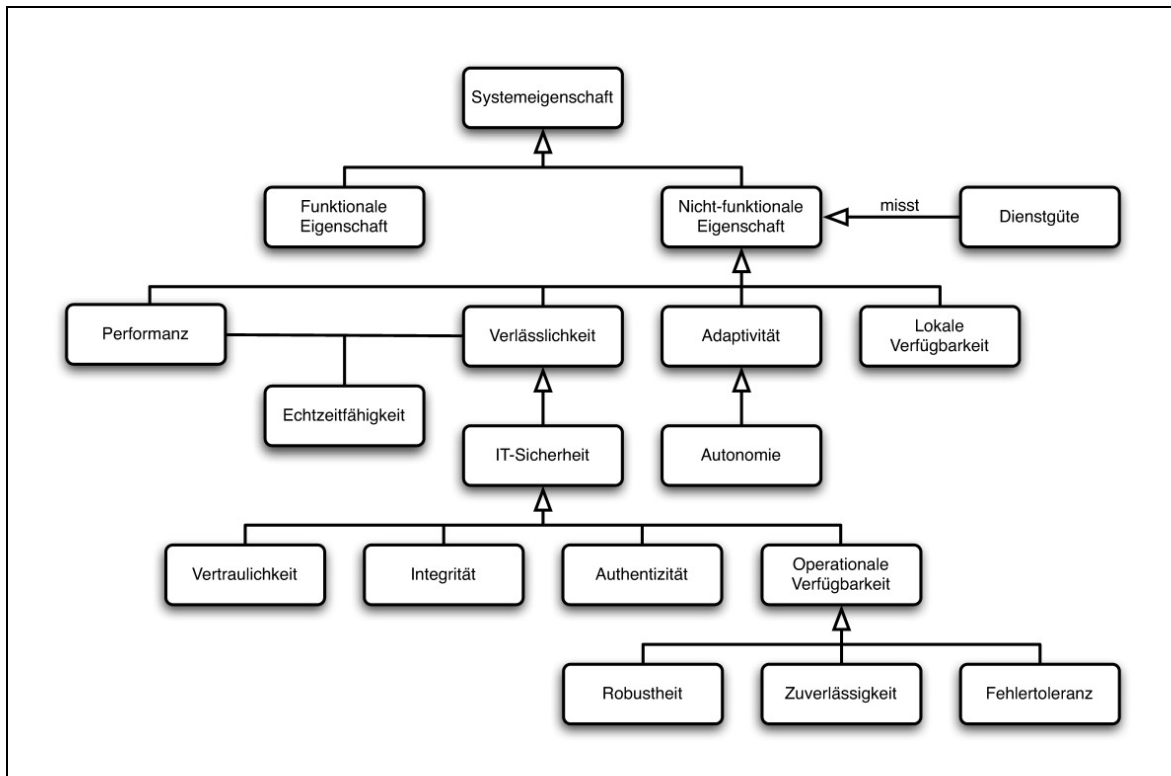 Systemeigenschaft
Funktionale
Eigenschaft
Nicht-funktionale
Eigenschaft
misst
Dienstgüte
Performanz
Verlässlichkeit
Adaptivität
Lokale
Verfügbarkeit
Echtzeitfähigkeit
IT-Sicherheit
Autonomie
Vertraulichkeit
Integrität
Authentizität
Operationale
Verfügbarkeit
Robustheit
Zuverlässigkeit
Fehlertoleranz